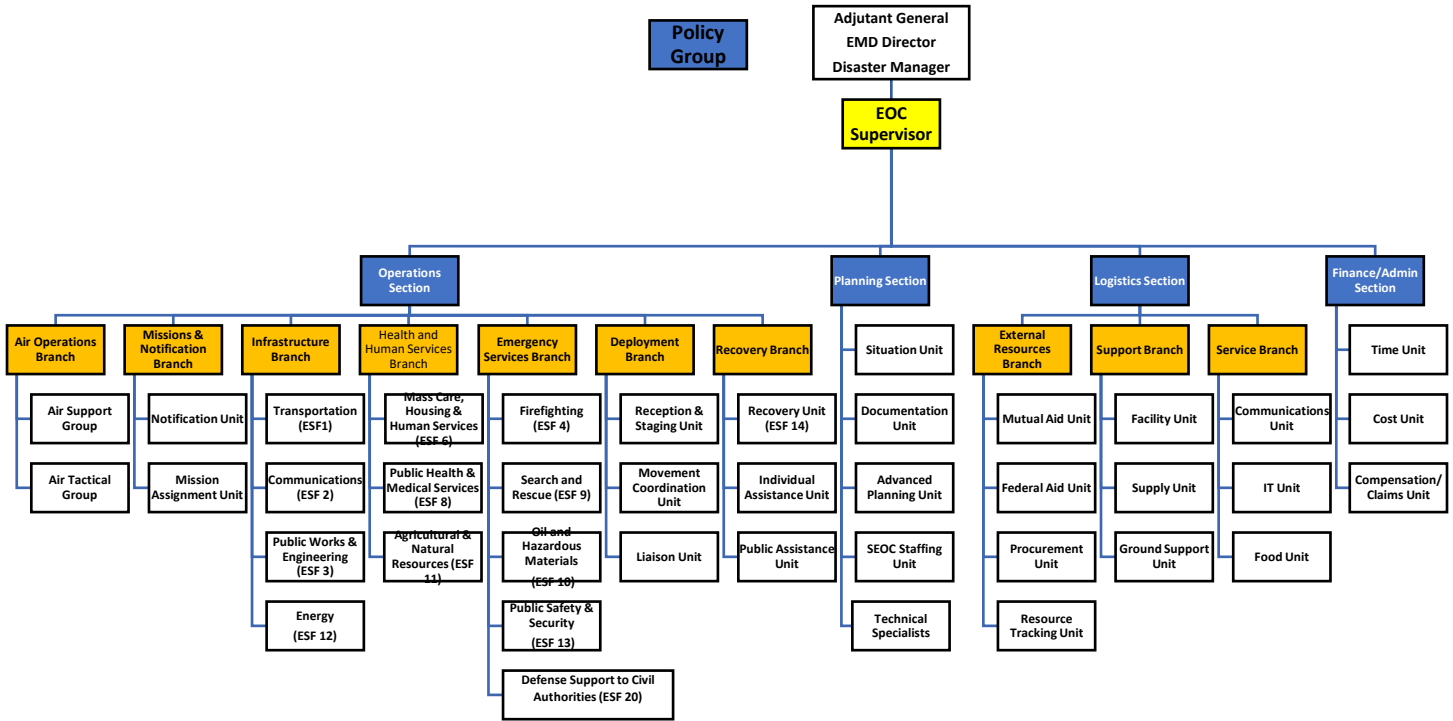 Policy
Group
Adjutant General
EMD Director
Disaster Manager
EOC
Supervisor
Operations
Section
Planning Section
Logistics Section
Finance/Admin
Section
Air Operations
Branch
Missions &
Notification
Branch
Infrastructure
Branch
Health and
Human Services
Branch
Emergency
Services Branch
Deployment
Branch
Recovery Branch
External
Resources
Branch
Support Branch
Service Branch
Air Support
Group
Air Tactical
Group
Notification Unit
Mission
Assignment Unit
Transportation
(ESF1)
Communications
(ESF 2)
Public Works &
Engineering
(ESF 3)
Energy
(ESF 12)
Mass Care,
Housing &
Human Services
(ESF 6)
Public Health &
Medical Services
(ESF 8)
Agricultural &
Natural
Resources (ESF
11)
Firefighting
(ESF 4)
Search and
Rescue (ESF 9)
Oil and
Hazardous
Materials
(ESF 10)
Public Safety &
Security
(ESF 13)
Defense Support to Civil
Authorities (ESF 20)
Reception &
Staging Unit
Movement
Coordination
Unit
Liaison Unit
Recovery Unit
(ESF 14)
Individual
Assistance Unit
Public Assistance
Unit
Situation Unit
Documentation
Unit
Advanced
Planning Unit
SEOC Staffing
Unit
Technical
Specialists
Mutual Aid Unit
Federal Aid Unit
Procurement
Unit
Resource
Tracking Unit
Facility Unit
Supply Unit
Ground Support
Unit
Communications
Unit
IT Unit
Food Unit
Time Unit
Cost Unit
Compensation/
Claims Unit